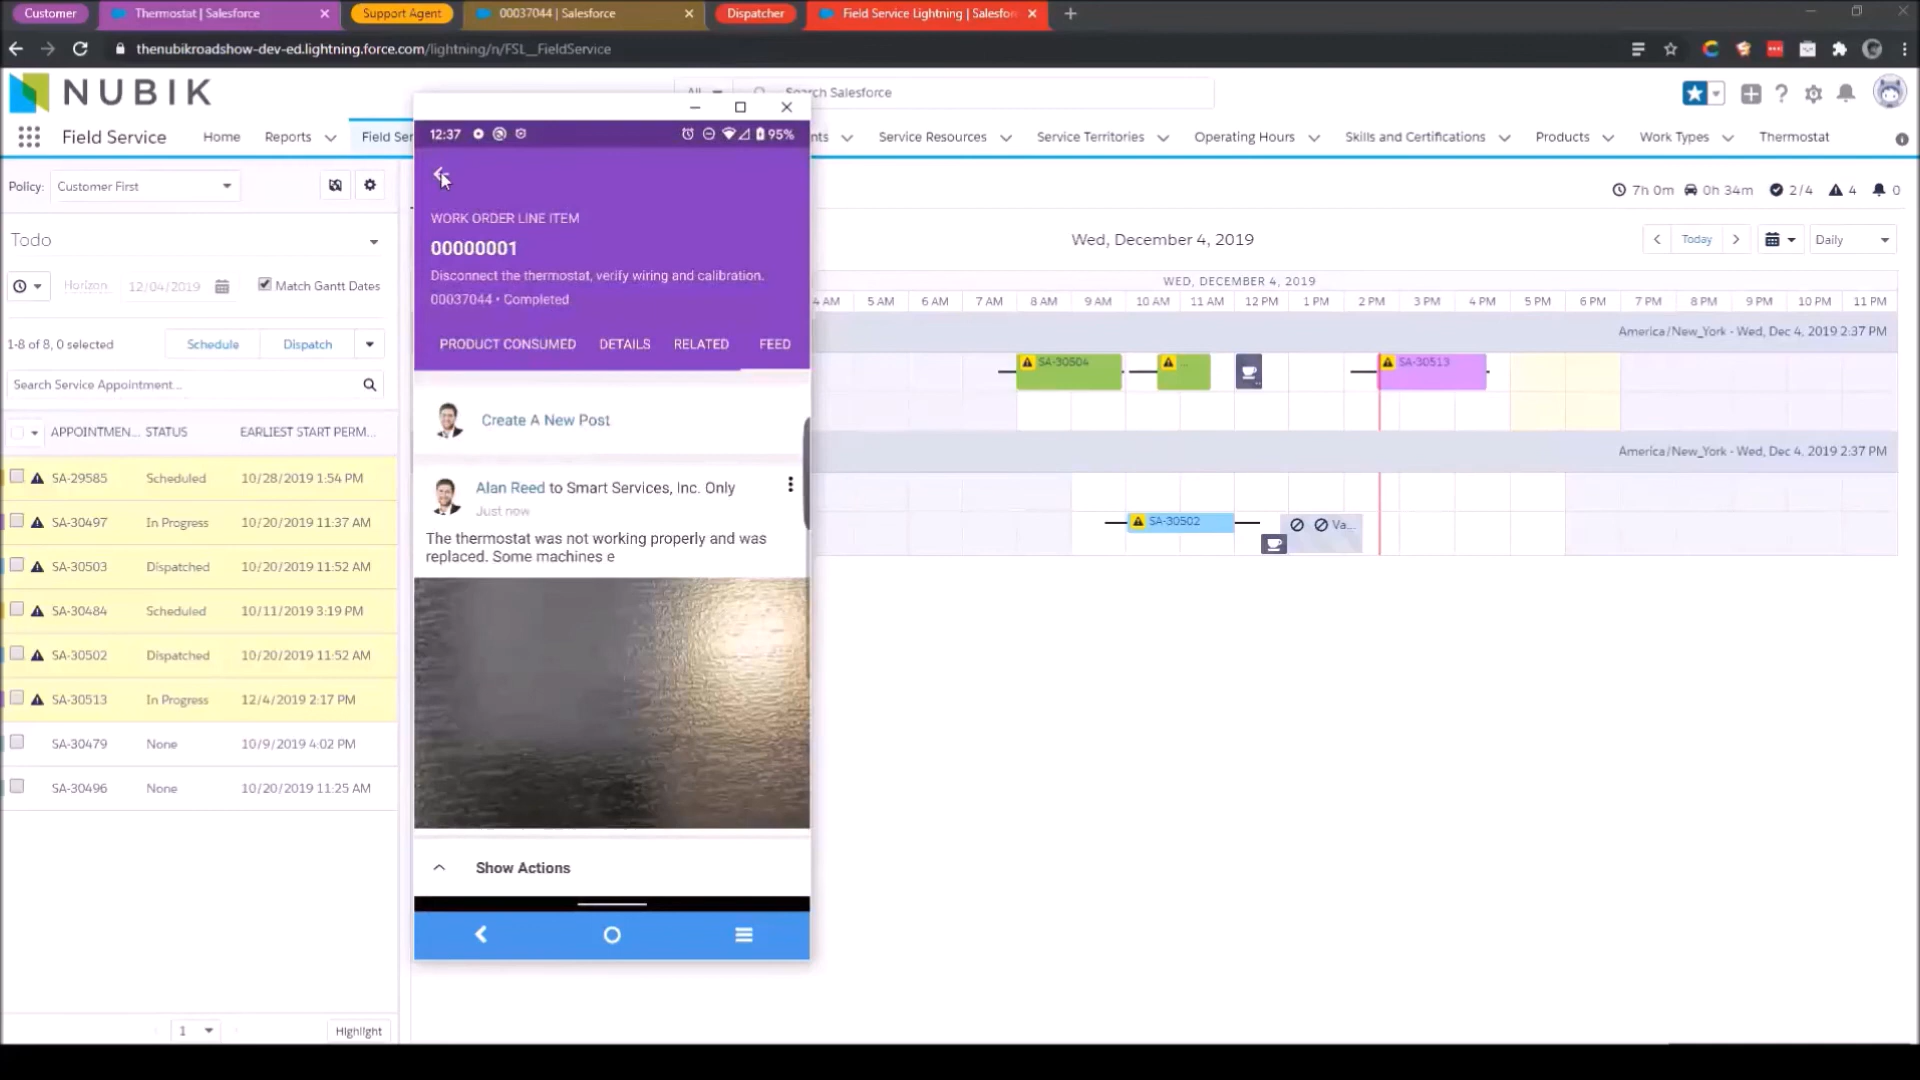 Customer
Thermostat | Salesforce
Support Agent
00037044 | Salesforce
Dispatcher
Field Service Lightning | Salesfo
thenubikroadshow-dev-ed.lightning.force.com/lightning/n/FSL__FieldService
NUBIK
All
Search Salesforce
Field Service
Home
Reports
Field Ser
nts
Service Resources
Service Territories
Operating Hours
Skills and Certifications
Products
Work Types
Thermostat
Policy:
Customer First
7h 0m
0h 34m
2/4
4
0
Todo
Wed, December 4, 2019
Today
Daily
Horizon
12/04/2019
Match Gantt Dates
1-8 of 8, 0 selected
Schedule
Dispatch
Search Service Appointment...
APPOINTMEN... STATUS EARLIEST START PERM...
SA-29585 Scheduled 10/28/2019 1:54 PM
SA-30497 In Progress 10/20/2019 11:37 AM
SA-30503 Dispatched 10/20/2019 11:52 AM
SA-30484 Scheduled 10/11/2019 3:19 PM
SA-30502 Dispatched 10/20/2019 11:52 AM
SA-30513 In Progress 12/4/2019 2:17 PM
SA-30479 None 10/9/2019 4:02 PM
SA-30496 None 10/20/2019 11:25 AM
1
Highlight
12:37
95%
WORK ORDER LINE ITEM
00000001
Disconnect the thermostat, verify wiring and calibration.
00037044 • Completed
PRODUCT CONSUMED DETAILS RELATED FEED
Create A New Post
Alan Reed to Smart Services, Inc. Only
Just now
The thermostat was not working properly and was
replaced. Some machines e
Show Actions
WED, DECEMBER 4, 2019
4 AM 5 AM 6 AM 7 AM 8 AM 9 AM 10 AM 11 AM 12 PM 1 PM 2 PM 3 PM 4 PM 5 PM 6 PM 7 PM 8 PM 9 PM 10 PM 11 PM
America/New_York - Wed, Dec 4, 2019 2:37 PM
SA-30504
...
SA-30513
America/New_York - Wed, Dec 4, 2019 2:37 PM
SA-30502
Va...